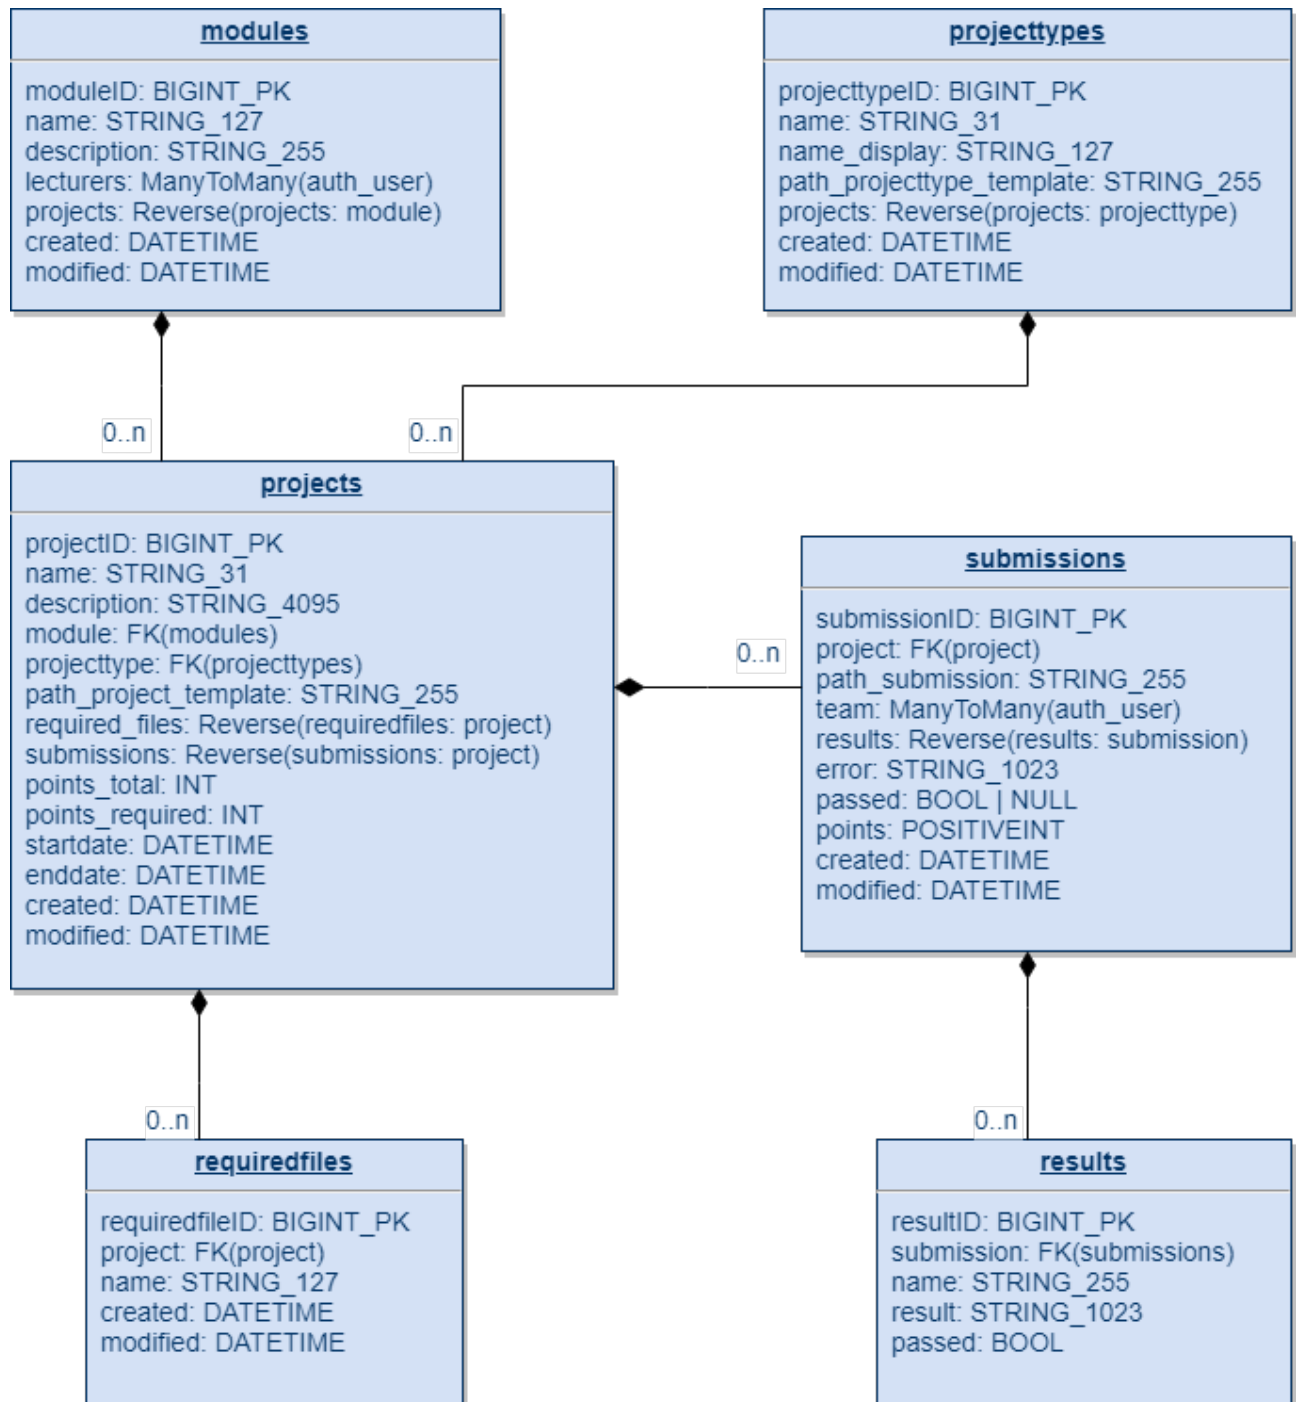 modules
moduleID: BIGINT_PK
name: STRING_127
description: STRING_255
lecturers: ManyToMany(auth_user)
projects: Reverse(projects: module)
created: DATETIME
modified: DATETIME
projecttypes
projecttypeID: BIGINT_PK
name: STRING_31
name_display: STRING_127
path_projecttype_template: STRING_255
projects: Reverse(projects: projecttype)
created: DATETIME
modified: DATETIME
0..n
0..n
projects
projectID: BIGINT_PK
name: STRING_31
description: STRING_4095
module: FK(modules)
projecttype: FK(projecttypes)
path_project_template: STRING_255
required_files: Reverse(requiredfiles: project)
submissions: Reverse(submissions: project)
points_total: INT
points_required: INT
startdate: DATETIME
enddate: DATETIME
created: DATETIME
modified: DATETIME
0..n
submissions
submissionID: BIGINT_PK
project: FK(project)
path_submission: STRING_255
team: ManyToMany(auth_user)
results: Reverse(results: submission)
error: STRING_1023
passed: BOOL | NULL
points: POSITIVEINT
created: DATETIME
modified: DATETIME
0..n
requiredfiles
requiredfileID: BIGINT_PK
project: FK(project)
name: STRING_127
created: DATETIME
modified: DATETIME
0..n
results
resultID: BIGINT_PK
submission: FK(submissions)
name: STRING_255
result: STRING_1023
passed: BOOL